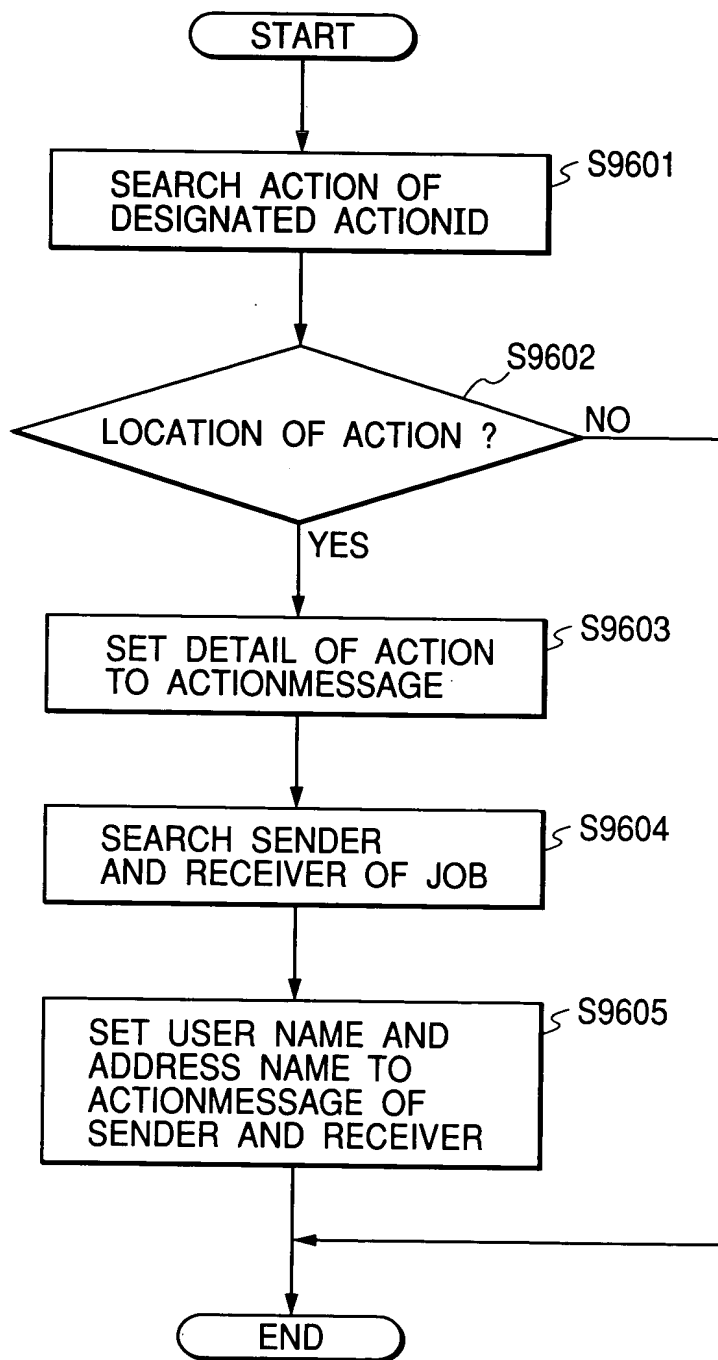 START
SEARCH ACTION OF
DESIGNATED ACTIONID
S9601
S9602
LOCATION OF ACTION ?
NO
YES
SET DETAIL OF ACTION
TO ACTIONMESSAGE
S9603
SEARCH SENDER
AND RECEIVER OF JOB
S9604
SET USER NAME AND
ADDRESS NAME TO
ACTIONMESSAGE OF
SENDER AND RECEIVER
S9605
END